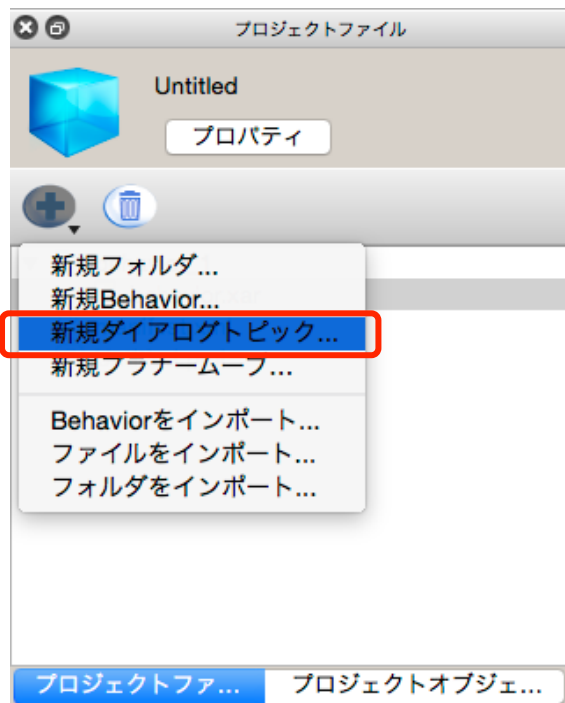 プロジェクトファイル
Untitled
プロパティ
新規フォルダ...
新規Behavior...
新規ダイアログトピック...
新規プラナームーブ...
Behaviorをインポート...
ファイルをインポート...
フォルダをインポート...
プロジェクトファ... プロジェクトオブジェ...